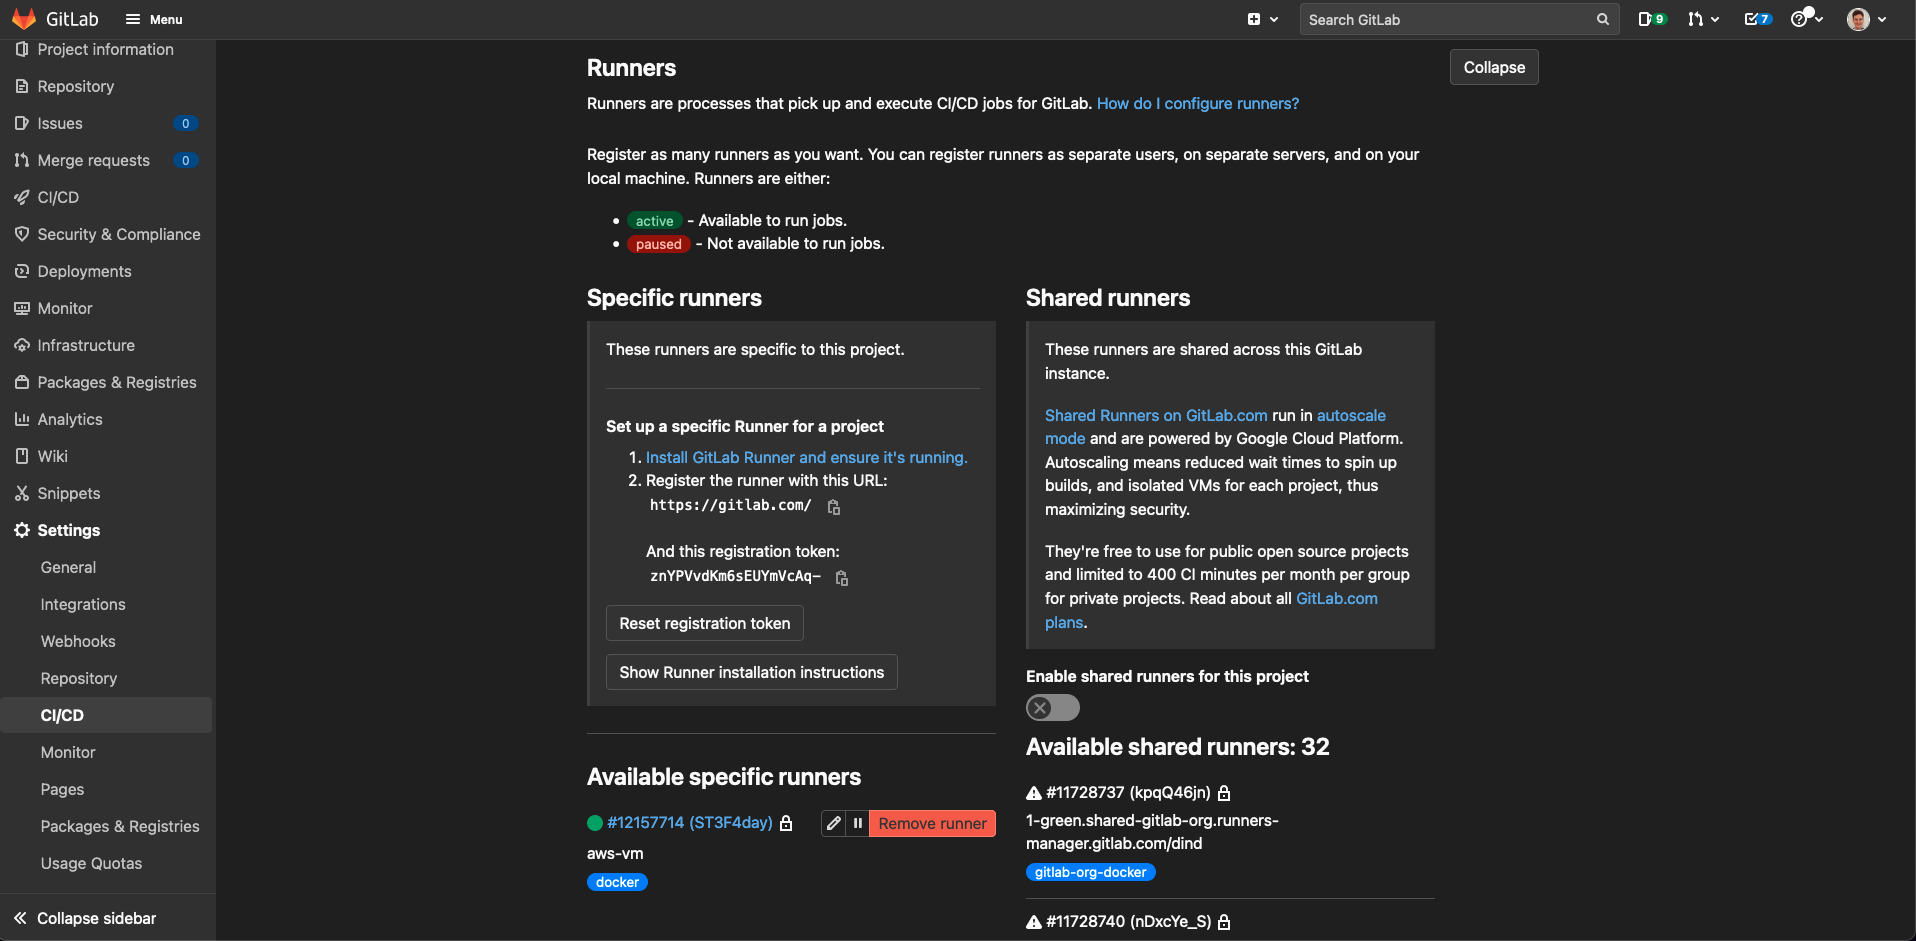 GitLab
Menu
Search GitLab
9
7
Project information
Repository
Issues 0
Merge requests 0
CI/CD
Security & Compliance
Deployments
Monitor
Infrastructure
Packages & Registries
Analytics
Wiki
Snippets
Settings
General
Integrations
Webhooks
Repository
CI/CD
Monitor
Pages
Packages & Registries
Usage Quotas
Collapse sidebar
Runners
Collapse
Runners are processes that pick up and execute CI/CD jobs for GitLab. How do I configure runners?
Register as many runners as you want. You can register runners as separate users, on separate servers, and on your
local machine. Runners are either:
active - Available to run jobs.
paused - Not available to run jobs.
Specific runners
These runners are specific to this project.
Set up a specific Runner for a project
1. Install GitLab Runner and ensure it's running.
2. Register the runner with this URL:
https://gitlab.com/
And this registration token:
znYPVvdKm6sEUYmVcAq-
Reset registration token
Show Runner installation instructions
Available specific runners
#12157714 (ST3F4day)
Remove runner
aws-vm
docker
Shared runners
These runners are shared across this GitLab
instance.
Shared Runners on GitLab.com run in autoscale
mode and are powered by Google Cloud Platform.
Autoscaling means reduced wait times to spin up
builds, and isolated VMs for each project, thus
maximizing security.
They're free to use for public open source projects
and limited to 400 CI minutes per month per group
for private projects. Read about all GitLab.com
plans.
Enable shared runners for this project
Available shared runners: 32
#11728737 (kpqQ46jn)
1-green.shared-gitlab-org.runners-
manager.gitlab.com/dind
gitlab-org-docker
#11728740 (nDxcYe_S)